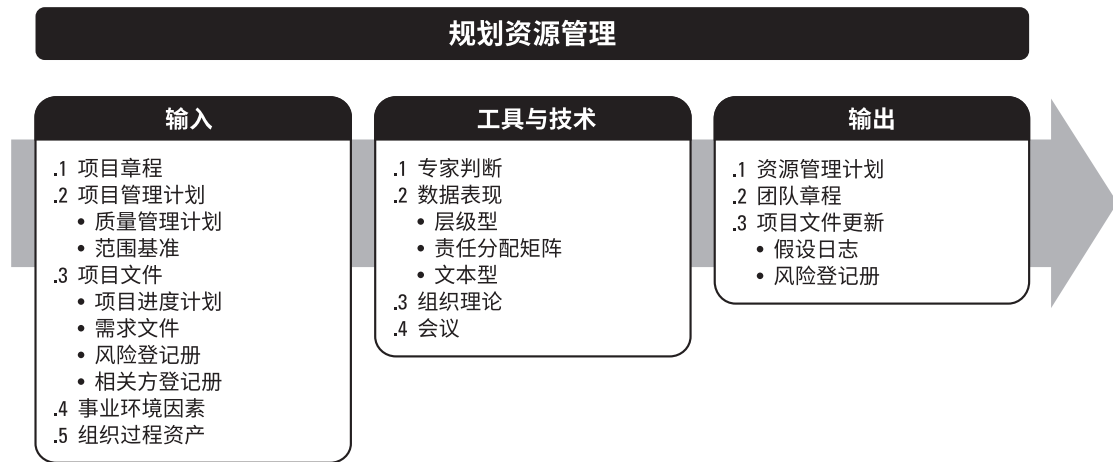 规划资源管理
输入
.1 项目章程
.2 项目管理计划
• 质量管理计划
• 范围基准
.3 项目文件
• 项目进度计划
• 需求文件
• 风险登记册
• 相关方登记册
.4 事业环境因素
.5 组织过程资产
工具与技术
.1 专家判断
.2 数据表现
• 层级型
• 责任分配矩阵
• 文本型
.3 组织理论
.4 会议
输出
.1 资源管理计划
.2 团队章程
.3 项目文件更新
• 假设日志
• 风险登记册